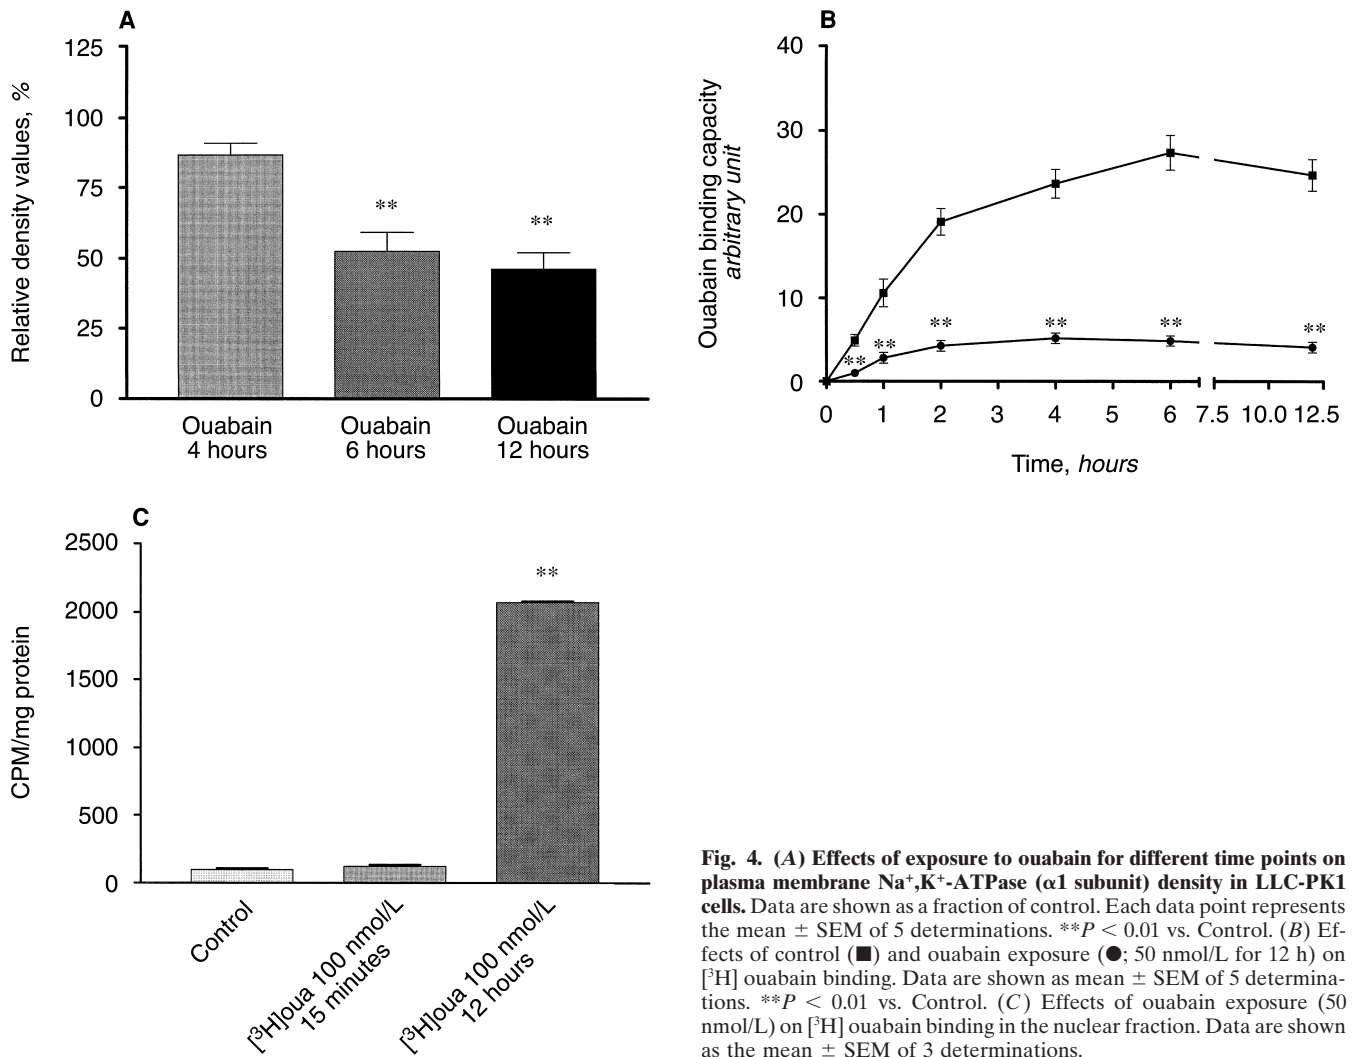 A
Relative density values, %
125
100
75
50
25
0
**
**
Ouabain
4 hours
Ouabain
6 hours
Ouabain
12 hours
B
Ouabain binding capacity
arbitrary unit
40
30
20
10
0
**
**
**
**
**
**
0
1
2
3
4
5
6
7.5
10.0
12.5
Time, hours
C
CPM/mg protein
2500
2000
1500
1000
500
0
**
Control
[³H]oua 100 nmol/L
15 minutes
[³H]oua 100 nmol/L
12 hours
Fig. 4. (A) Effects of exposure to ouabain for different time points on
plasma membrane Na⁺,K⁺-ATPase (α1 subunit) density in LLC-PK1
cells. Data are shown as a fraction of control. Each data point represents
the mean ± SEM of 5 determinations. **P < 0.01 vs. Control. (B) Ef-
fects of control (■) and ouabain exposure (●; 50 nmol/L for 12 h) on
[³H] ouabain binding. Data are shown as mean ± SEM of 5 determina-
tions. **P < 0.01 vs. Control. (C) Effects of ouabain exposure (50
nmol/L) on [³H] ouabain binding in the nuclear fraction. Data are shown
as the mean ± SEM of 3 determinations.